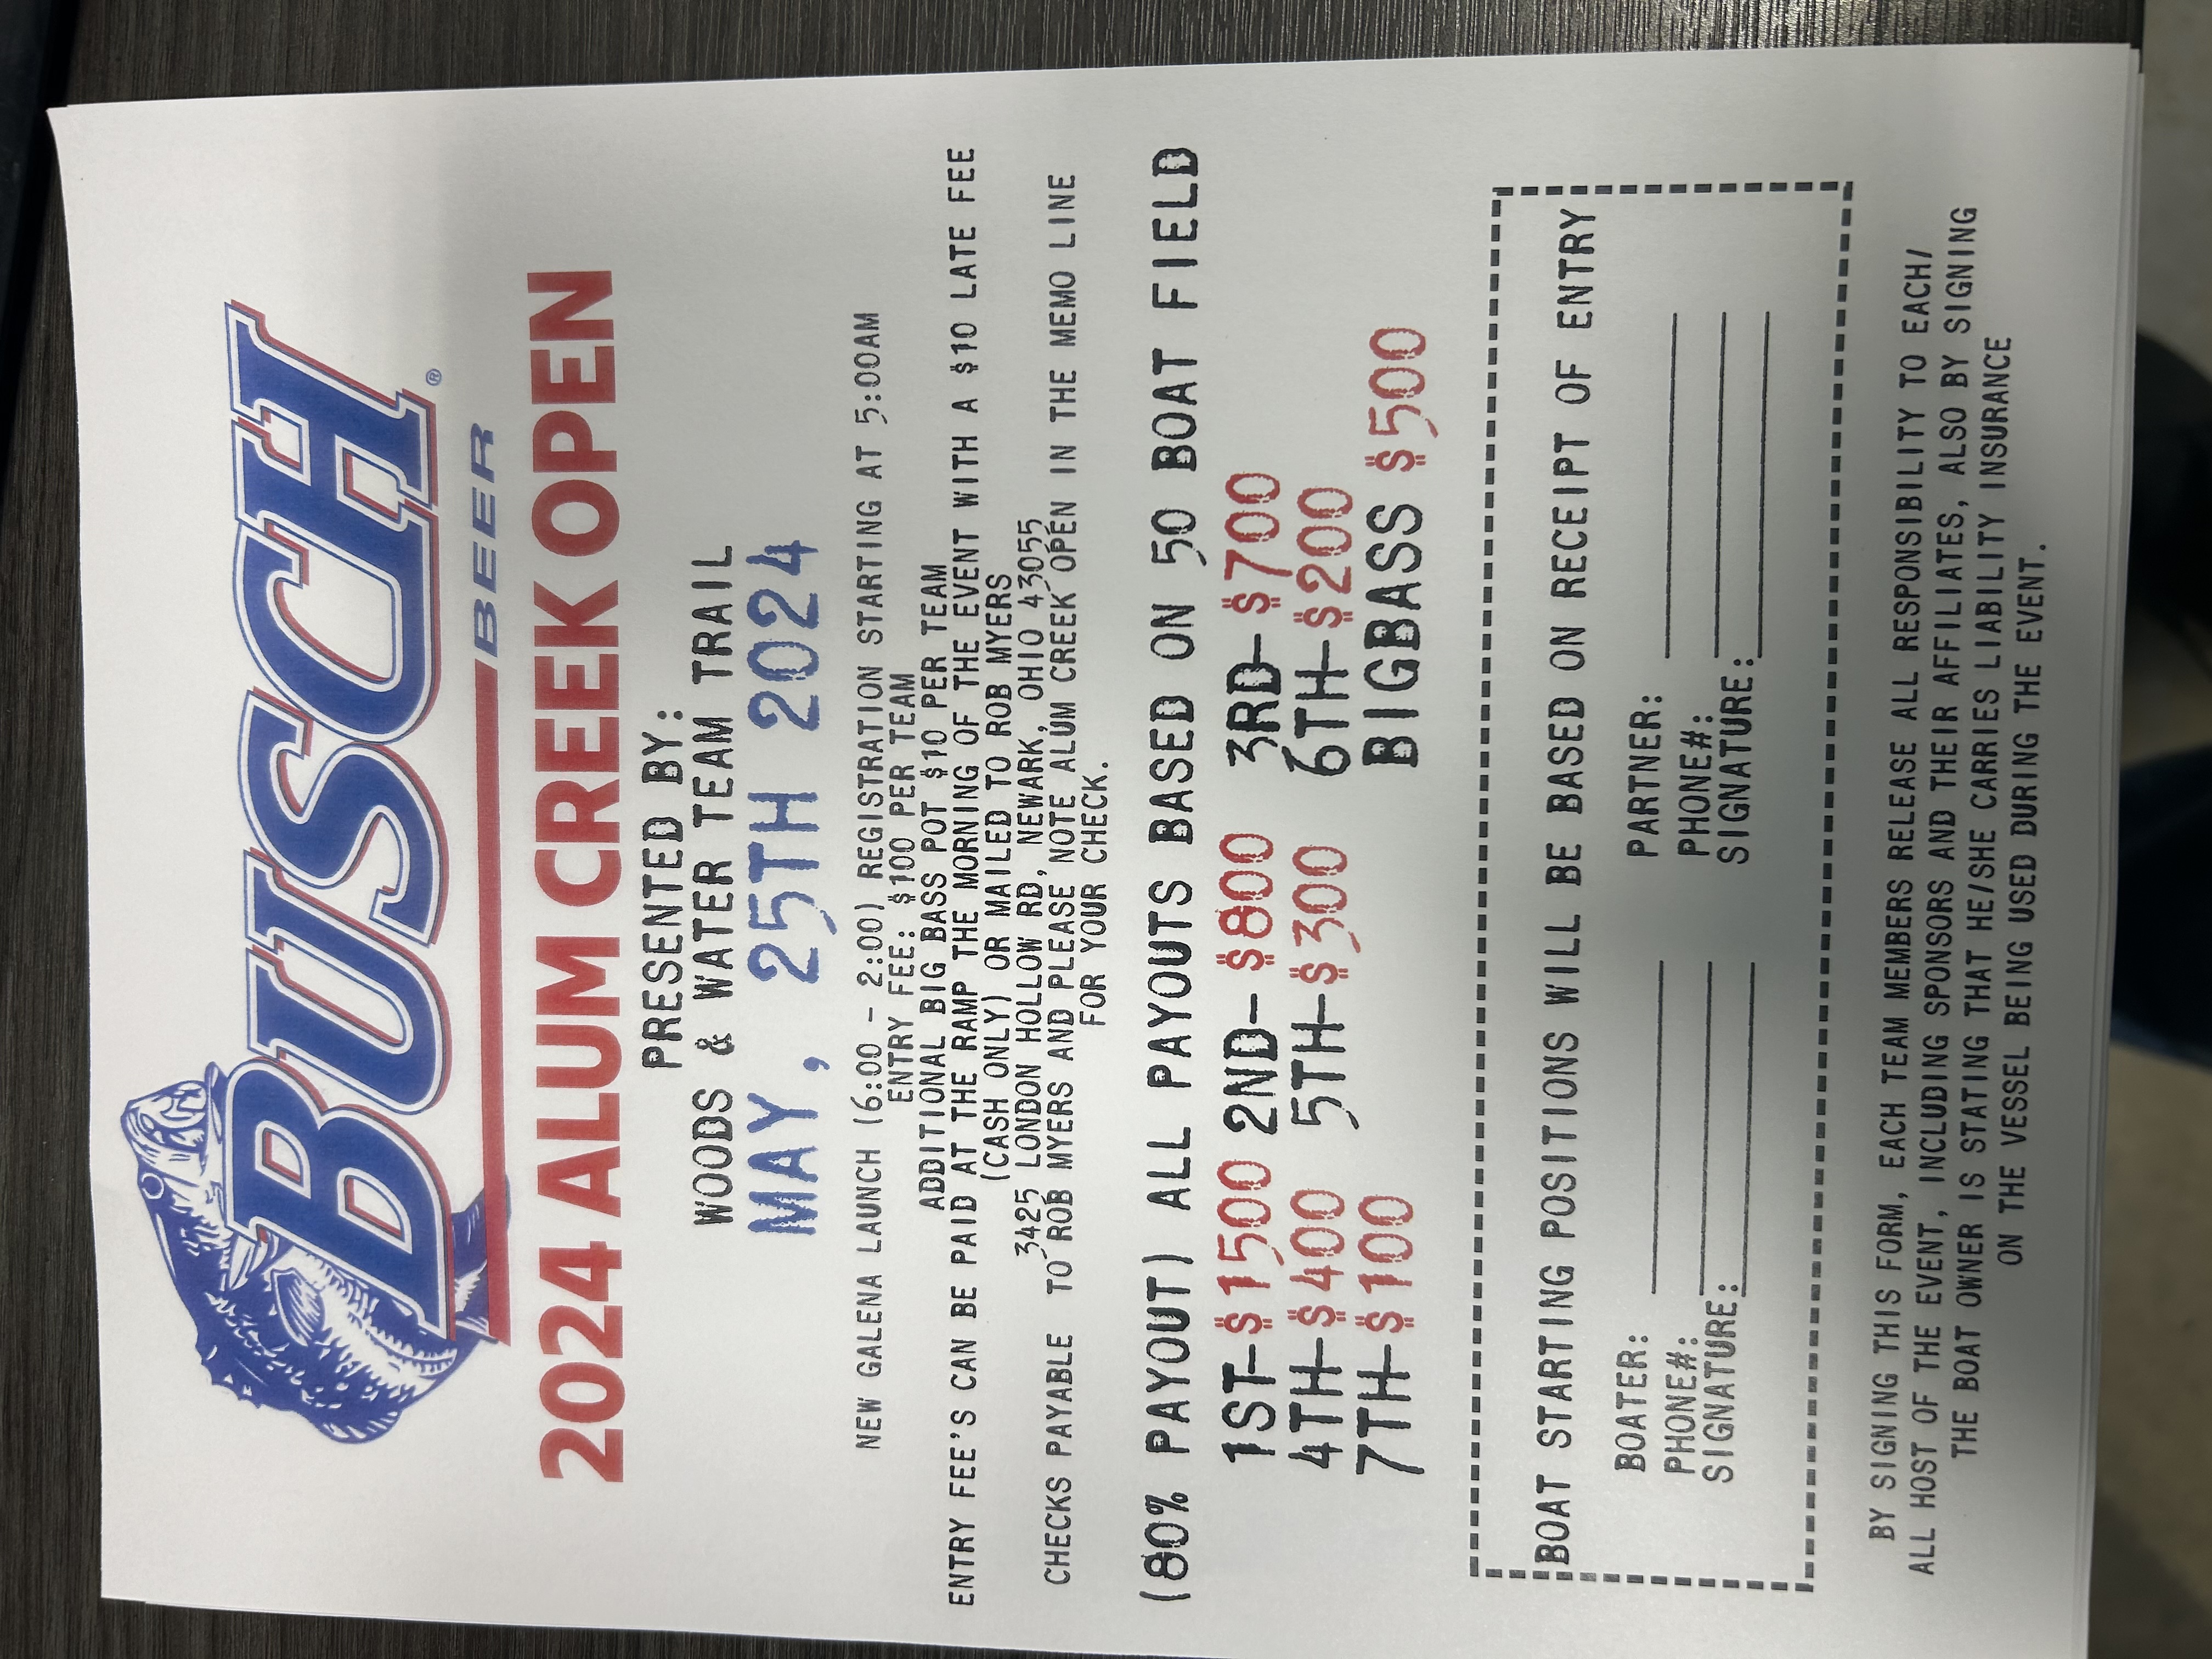 BUSCH®
BEER
2024 ALUM CREEK OPEN
PRESENTED BY:
WOODS & WATER TEAM TRAIL
MAY, 25TH 2024
NEW GALENA LAUNCH (6:00 - 2:00) REGISTRATION STARTING AT 5:00AM
ENTRY FEE: $100 PER TEAM
ADDITIONAL BIG BASS POT $10 PER TEAM
ENTRY FEE'S CAN BE PAID AT THE RAMP THE MORNING OF THE EVENT WITH A $10 LATE FEE
(CASH ONLY) OR MAILED TO ROB MYERS
3425 LONDON HOLLOW RD, NEWARK, OHIO 43055
CHECKS PAYABLE TO ROB MYERS AND PLEASE NOTE ALUM CREEK OPEN IN THE MEMO LINE
FOR YOUR CHECK.
(80% PAYOUT) ALL PAYOUTS BASED ON 50 BOAT FIELD
1ST-$1500 2ND-$800 3RD-$700
4TH-$400 5TH-$300 6TH-$200
7TH-$100 BIGBASS $500
BOAT STARTING POSITIONS WILL BE BASED ON RECEIPT OF ENTRY
BOATER: PARTNER:
PHONE#: PHONE#:
SIGNATURE: SIGNATURE:
BY SIGNING THIS FORM, EACH TEAM MEMBERS RELEASE ALL RESPONSIBILITY TO EACH/
ALL HOST OF THE EVENT, INCLUDING SPONSORS AND THEIR AFFILIATES, ALSO BY SIGNING
THE BOAT OWNER IS STATING THAT HE/SHE CARRIES LIABILITY INSURANCE
ON THE VESSEL BEING USED DURING THE EVENT.